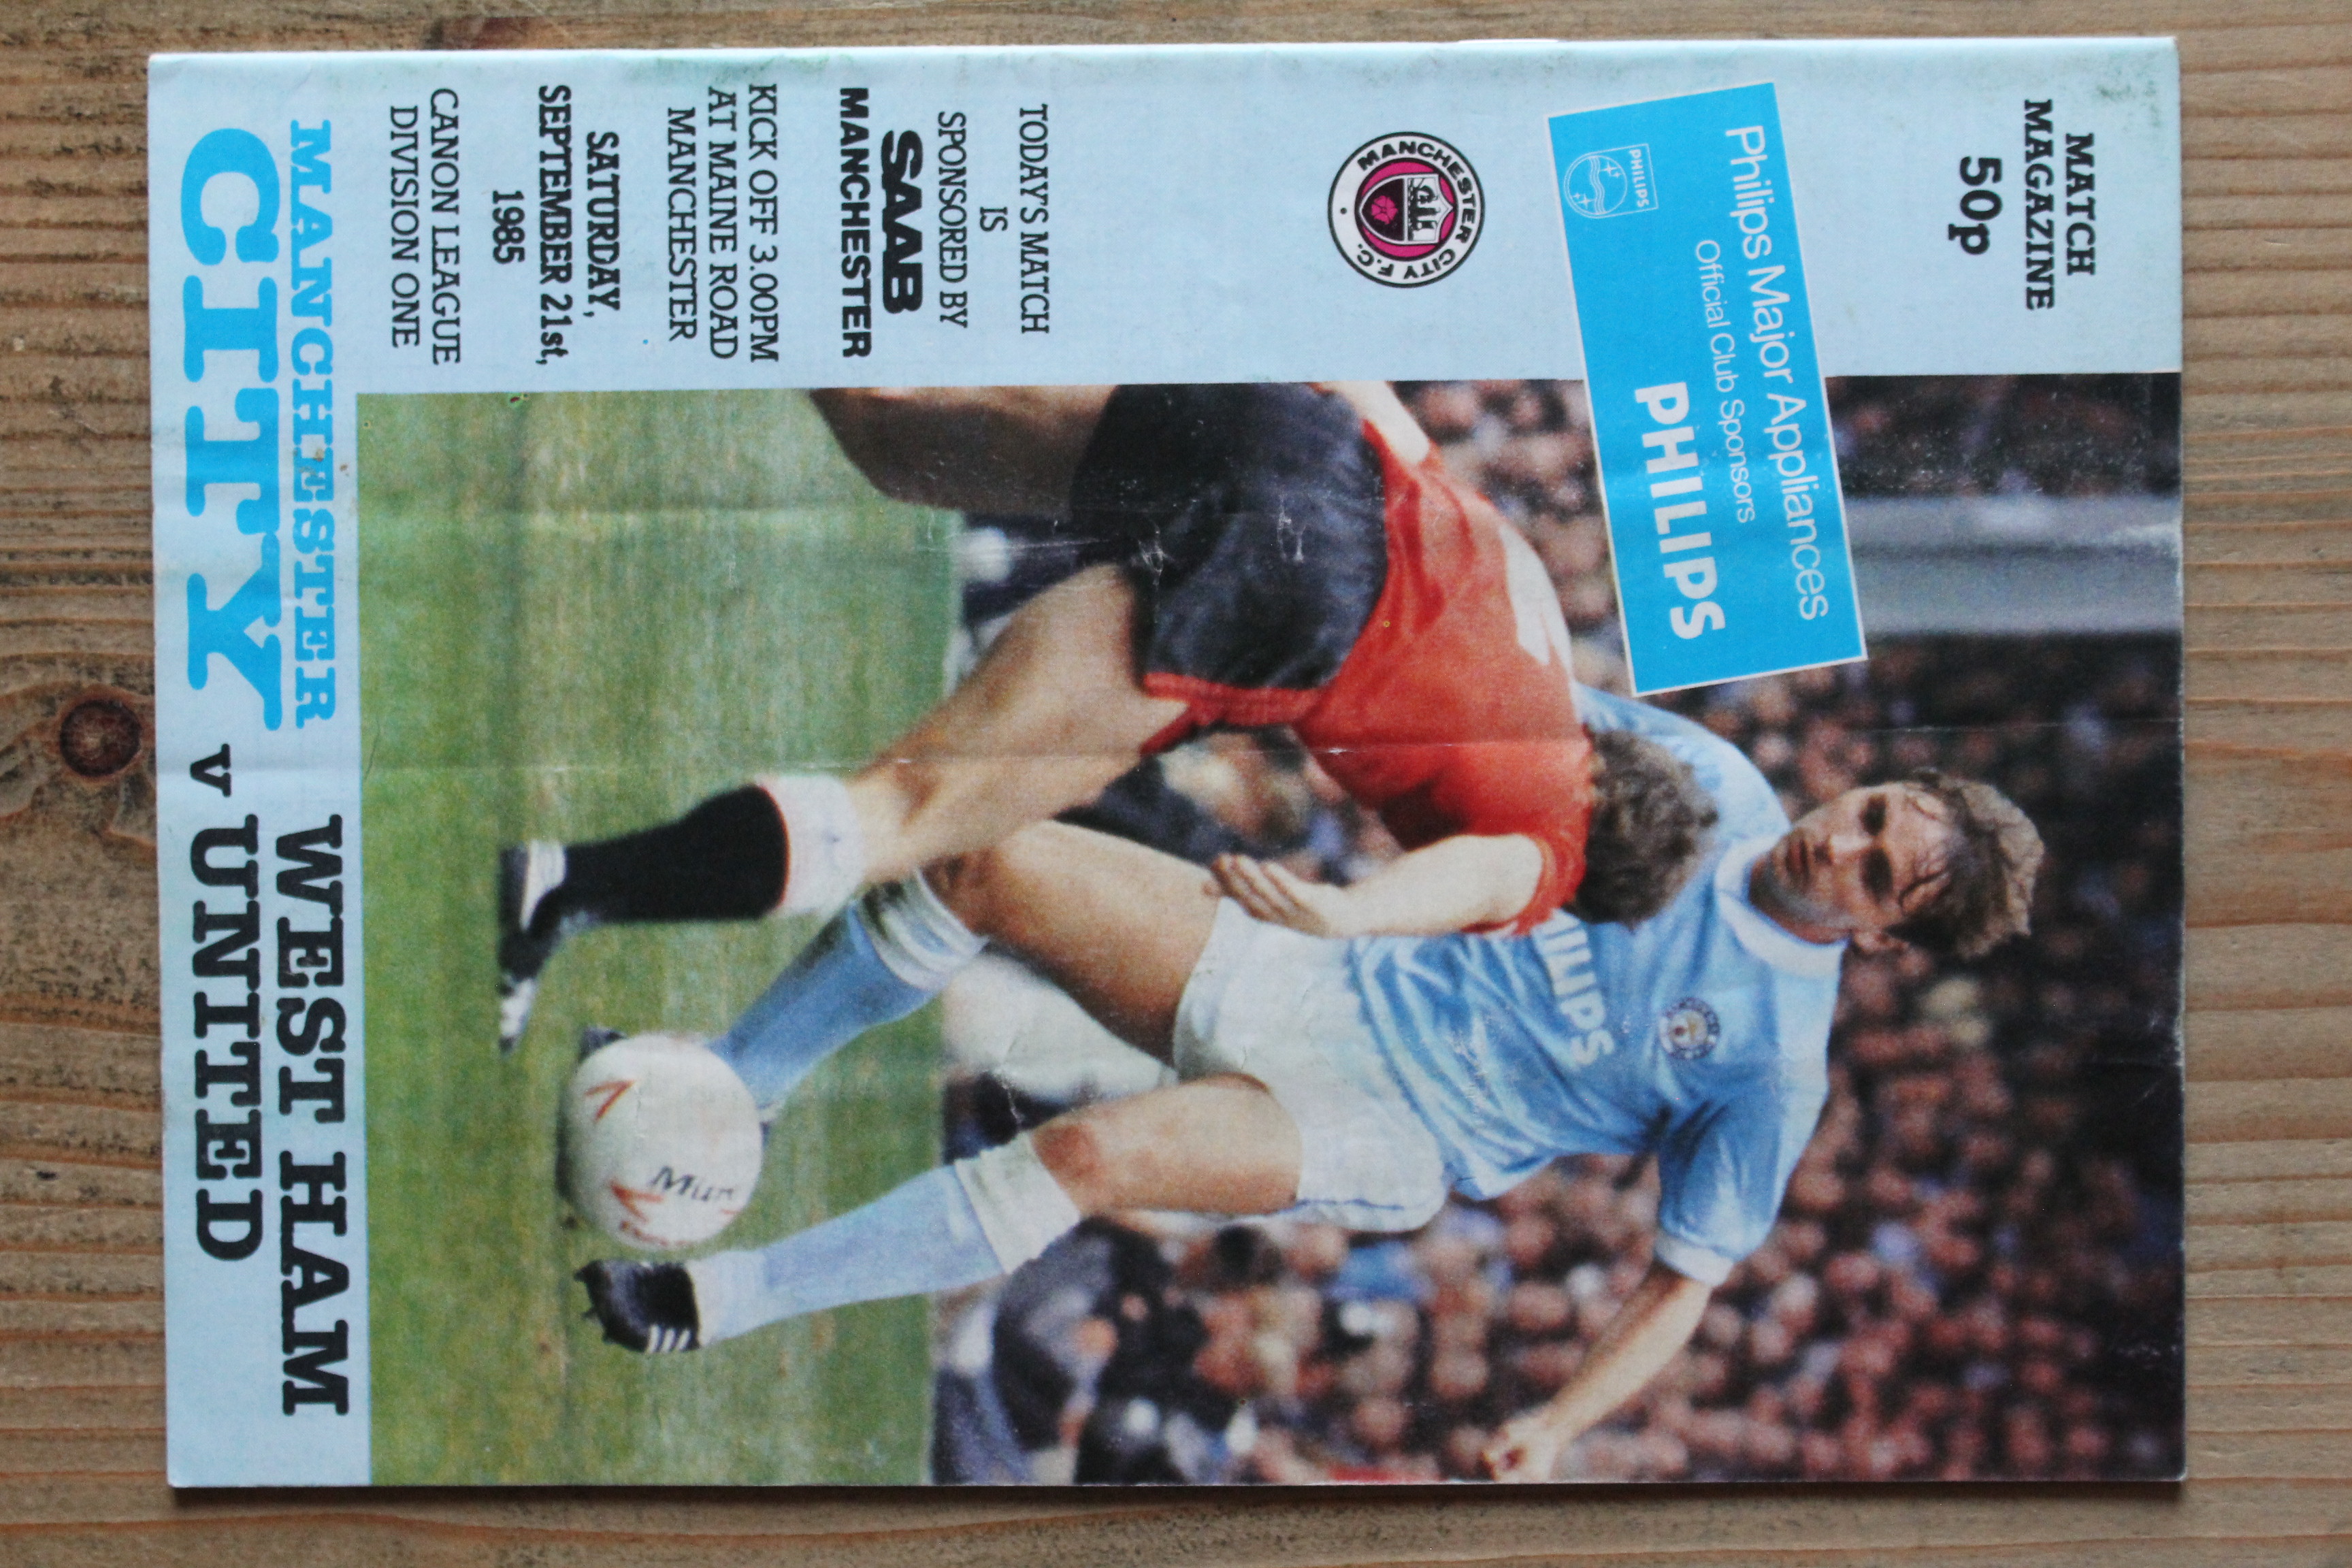 MATCH
MAGAZINE
50p
Philips Major Appliances
Official Club Sponsors
PHILIPS
PHILIPS
MANCHESTER CITY F.C.
TODAY'S MATCH
IS
SPONSORED BY
SAAB
MANCHESTER
KICK OFF 3.00PM
AT MAINE ROAD
MANCHESTER
SATURDAY,
SEPTEMBER 21st,
1985
CANON LEAGUE
DIVISION ONE
MANCHESTER
CITY
v
WEST HAM
UNITED